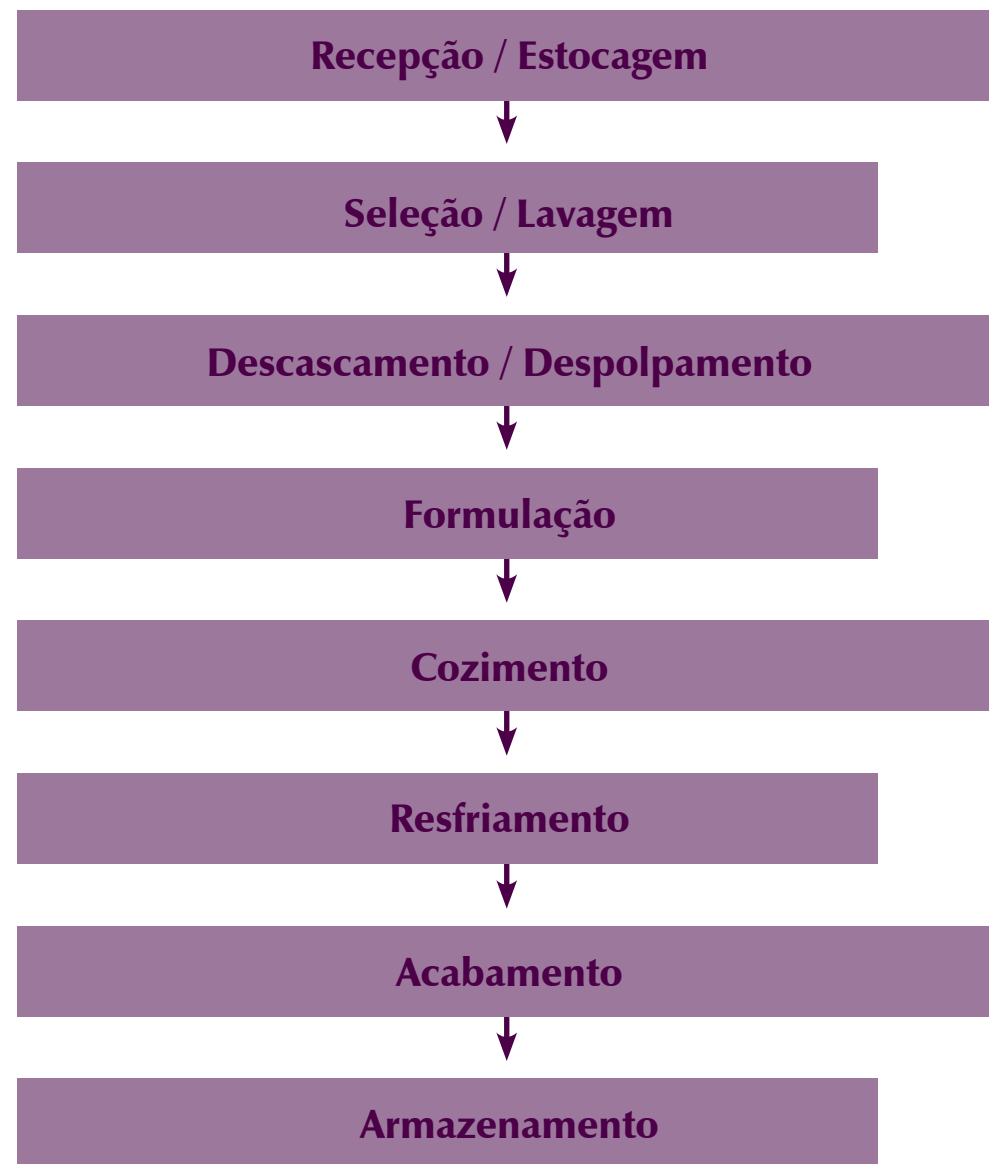 Recepção / Estocagem
Seleção / Lavagem
Descascamento / Despolpamento
Formulação
Cozimento
Resfriamento
Acabamento
Armazenamento